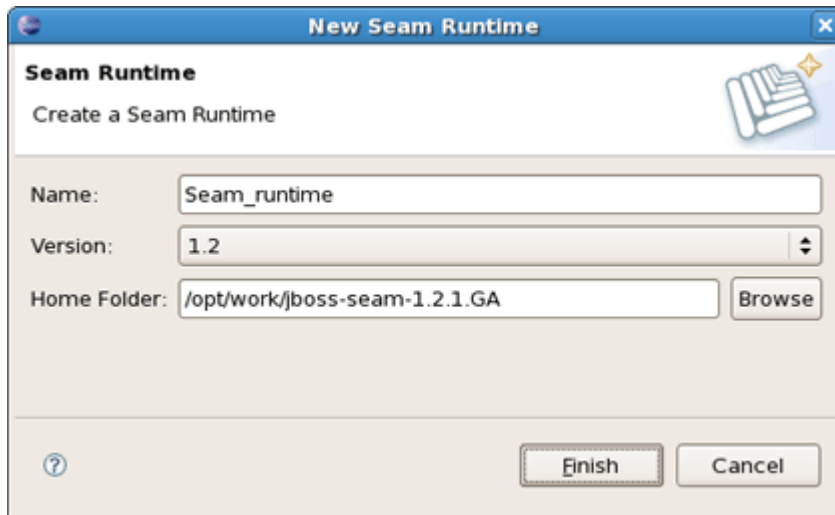 New Seam Runtime
Seam Runtime
Create a Seam Runtime
Name: Seam_runtime
Version: 1.2
Home Folder: /opt/work/jboss-seam-1.2.1.GA Browse
Finish Cancel